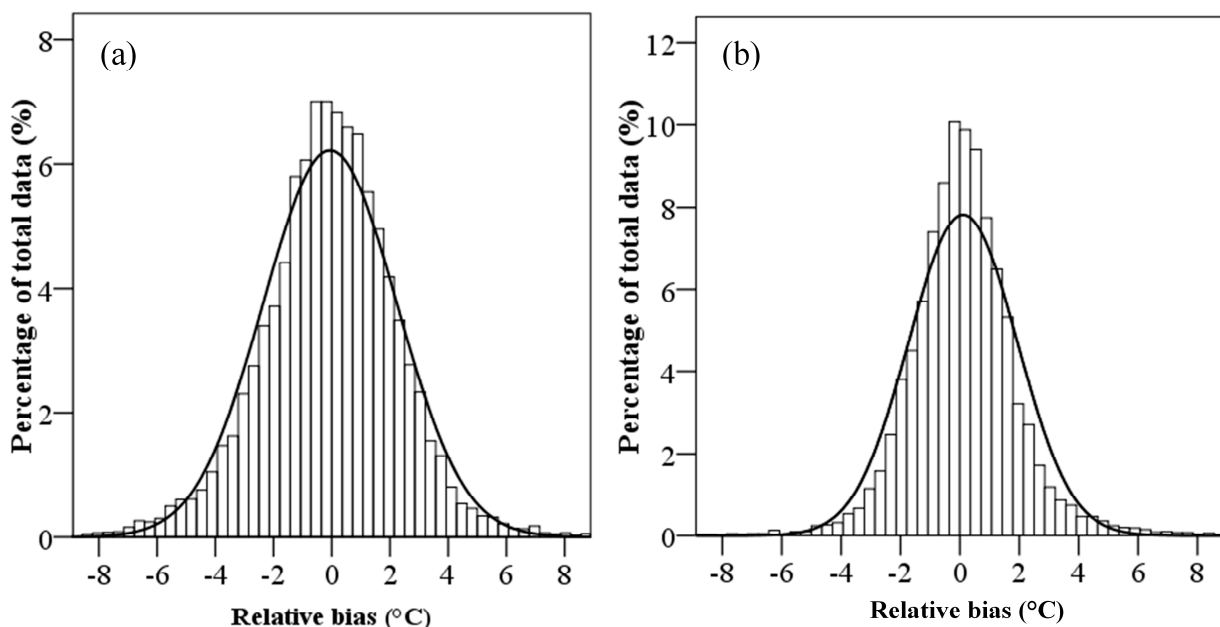 (a)
Percentage of total data (%)
8
6
4
2
0
-8 -6 -4 -2 0 2 4 6 8
Relative bias (°C)
(b)
Percentage of total data (%)
12
10
8
6
4
2
0
-8 -6 -4 -2 0 2 4 6 8
Relative bias (°C)